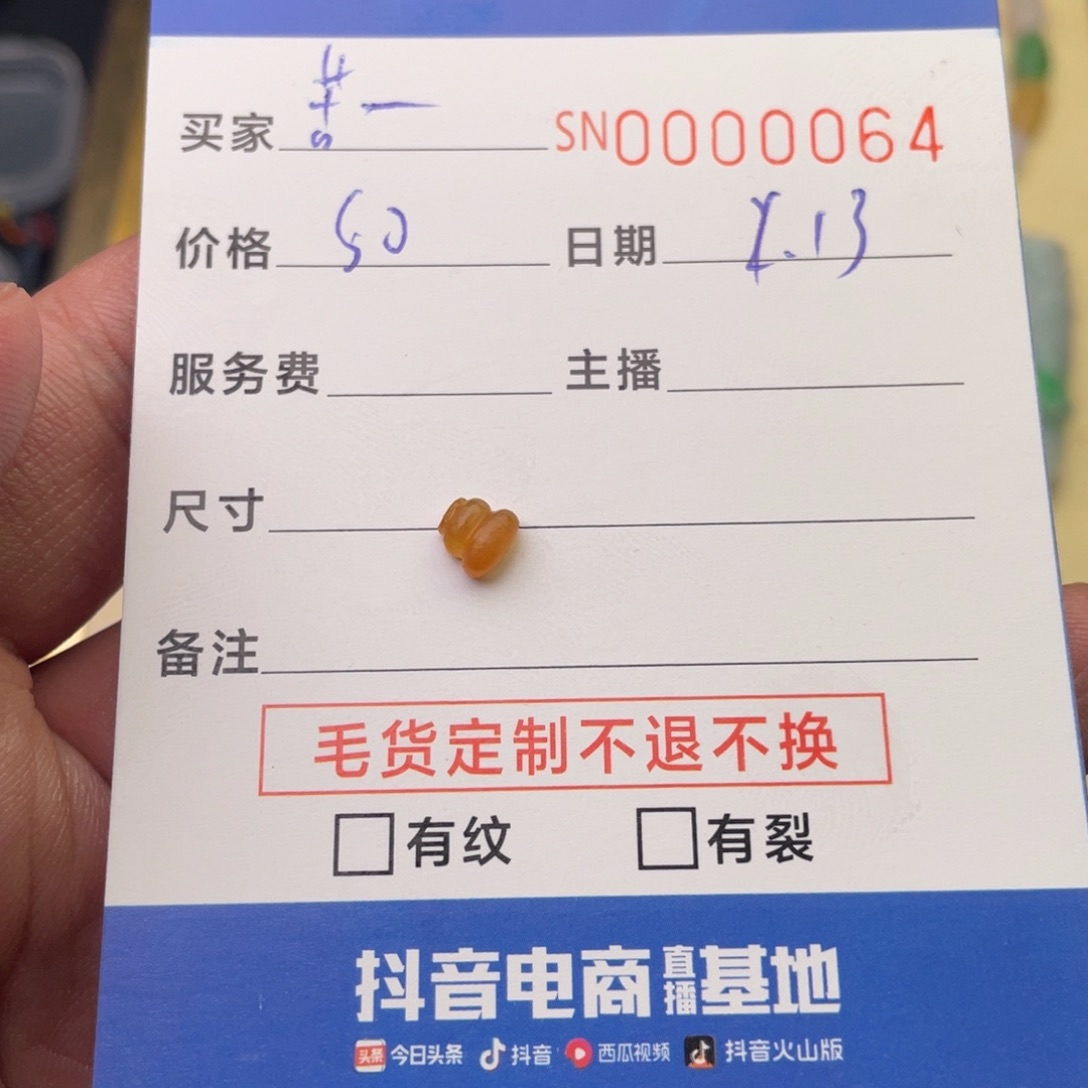 买家 SN0000064
价格 50 日期
服务费 主播
尺寸
备注
毛货定制不退不换
有纹 有裂
抖音电商直播基地
头条 今日头条 抖音 西瓜视频 抖音火山版